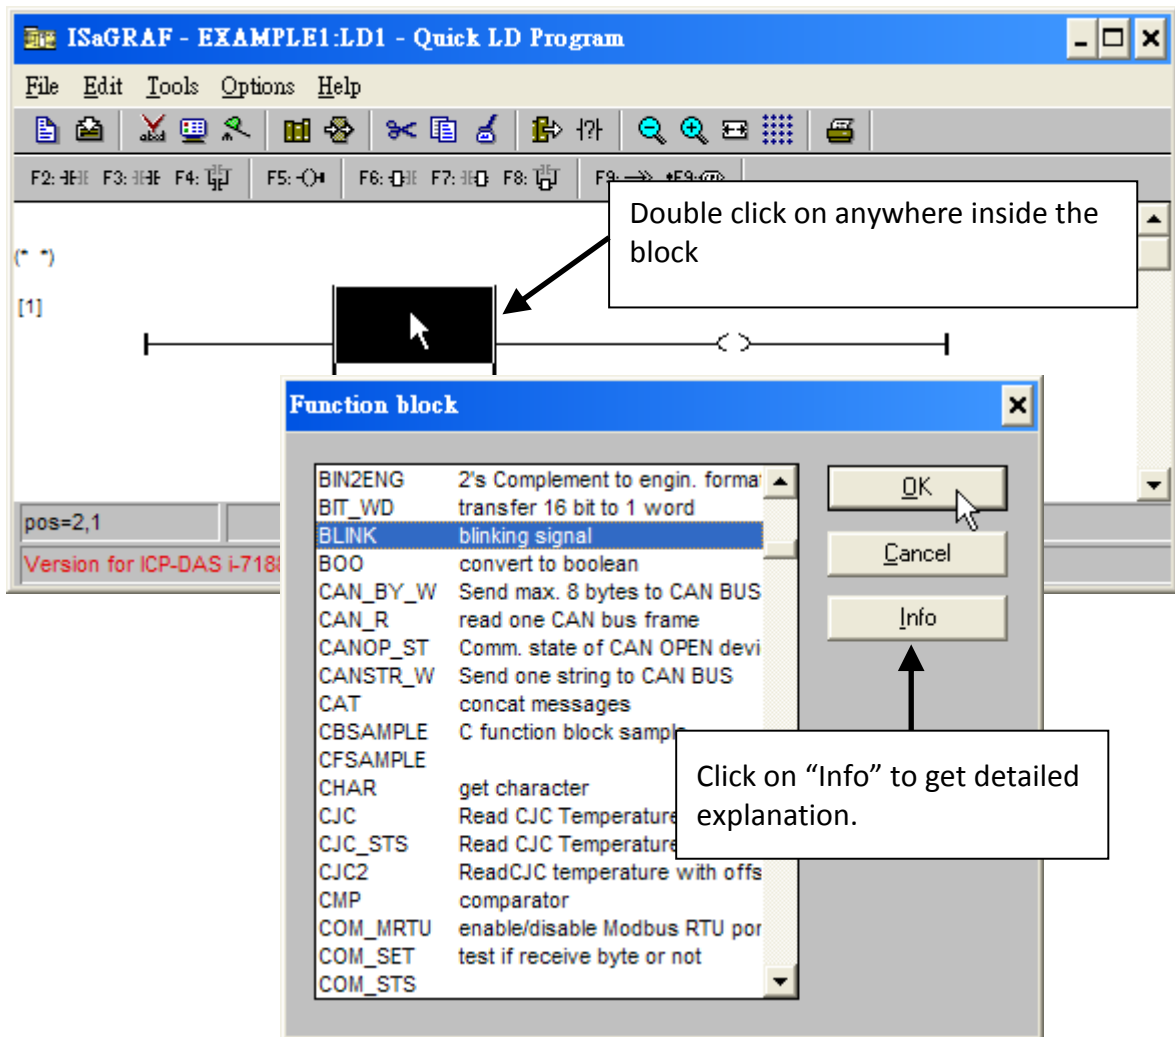 ISaGRAF - EXAMPLE1:LD1 - Quick LD Program
File Edit Tools Options Help
F2: F3: F4: F5: F6: F7: F8: F9: *F9:
Double click on anywhere inside the
block
(* *)
[1]
Function block
BIN2ENG 2's Complement to engin. forma
BIT_WD transfer 16 bit to 1 word
BLINK blinking signal
BOO convert to boolean
CAN_BY_W Send max. 8 bytes to CAN BUS
CAN_R read one CAN bus frame
CANOP_ST Comm. state of CAN OPEN devi
CANSTR_W Send one string to CAN BUS
CAT concat messages
CBSAMPLE C function block sample
CFSAMPLE
CHAR get character
CJC Read CJC Temperature
CJC_STS Read CJC Temperature
CJC2 ReadCJC temperature with offs
CMP comparator
COM_MRTU enable/disable Modbus RTU por
COM_SET test if receive byte or not
COM_STS
OK
Cancel
Info
Click on “Info” to get detailed
explanation.
pos=2,1
Version for ICP-DAS i-7188